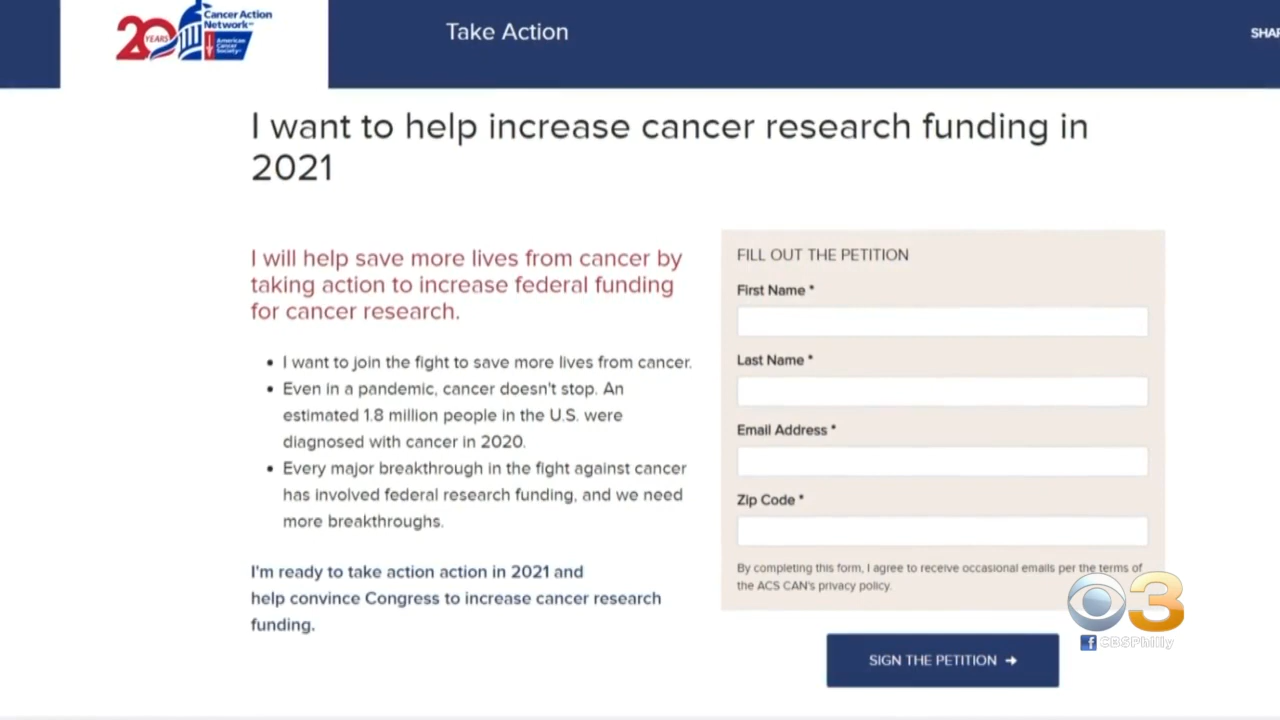 Cancer Action
Network℠
20
YEARS
American
Cancer
Society
Take Action
SHAR
I want to help increase cancer research funding in
2021
I will help save more lives from cancer by
taking action to increase federal funding
for cancer research.
• I want to join the fight to save more lives from cancer.
• Even in a pandemic, cancer doesn't stop. An
estimated 1.8 million people in the U.S. were
diagnosed with cancer in 2020.
• Every major breakthrough in the fight against cancer
has involved federal research funding, and we need
more breakthroughs.
I'm ready to take action action in 2021 and
help convince Congress to increase cancer research
funding.
FILL OUT THE PETITION
First Name *
Last Name *
Email Address *
Zip Code *
By completing this form, I agree to receive occasional emails per the terms of
the ACS CAN's privacy policy.
SIGN THE PETITION →
3
f CBSPhilly